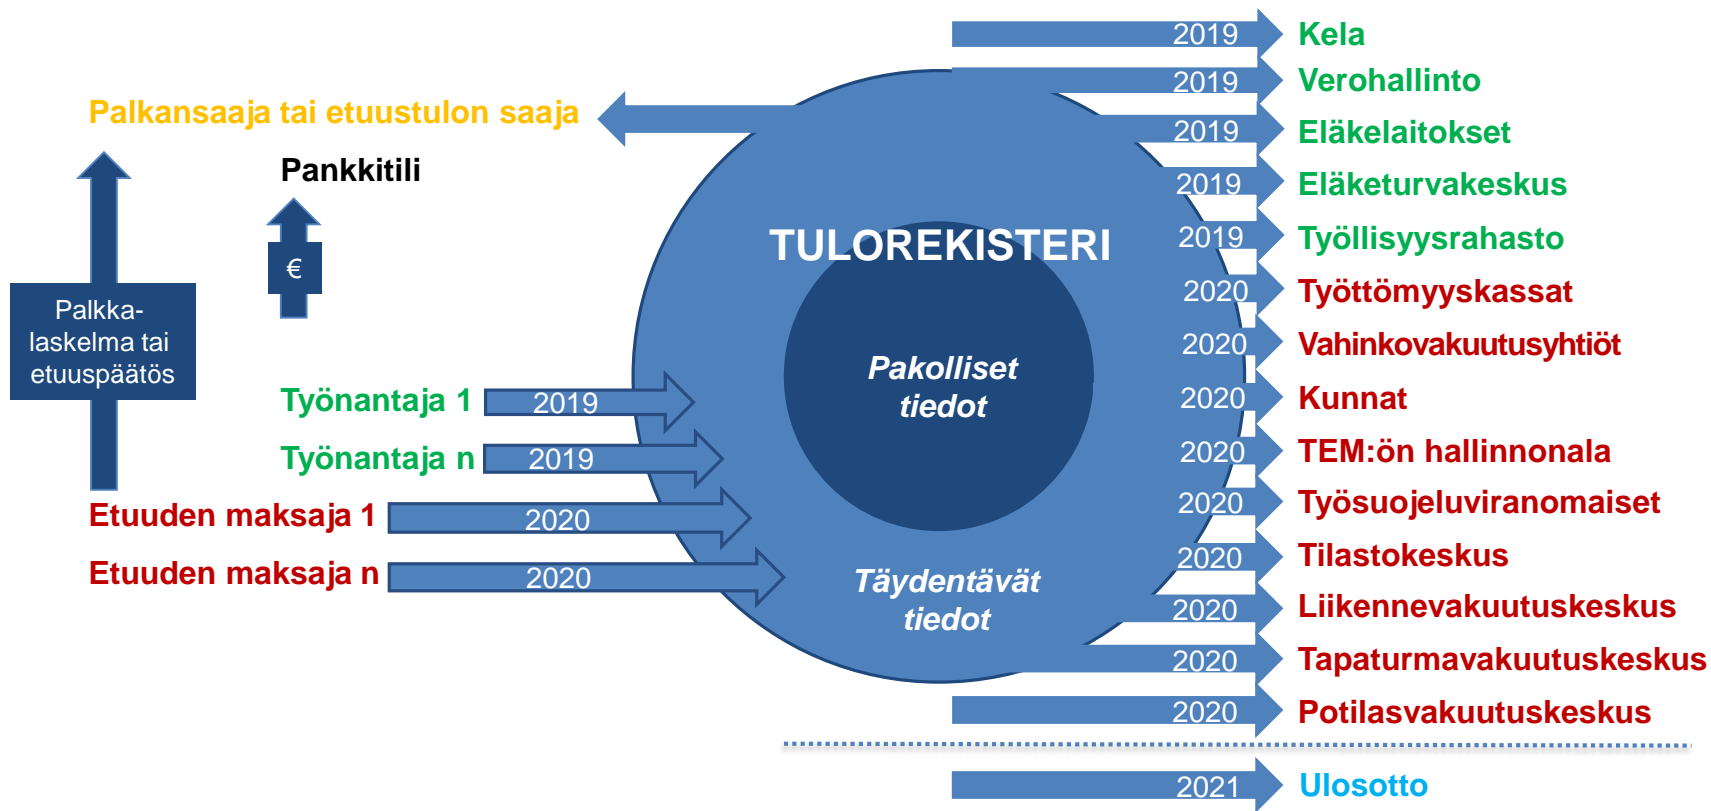 Palkansaaja tai etuustulon saaja
Pankkitili
€
Palkka-
laskelma tai
etuuspäätös
Työnantaja 1
2019
Työnantaja n
2019
Etuuden maksaja 1
2020
Etuuden maksaja n
2020
TULOREKISTERI
Pakolliset
tiedot
Täydentävät
tiedot
2019 Kela
2019 Verohallinto
2019 Eläkelaitokset
2019 Eläketurvakeskus
2019 Työllisyysrahasto
2020 Työttömyyskassat
2020 Vahinkovakuutusyhtiöt
2020 Kunnat
2020 TEM:ön hallinnonala
2020 Työsuojeluviranomaiset
2020 Tilastokeskus
2020 Liikennevakuutuskeskus
2020 Tapaturmavakuutuskeskus
2020 Potilasvakuutuskeskus
2021 Ulosotto